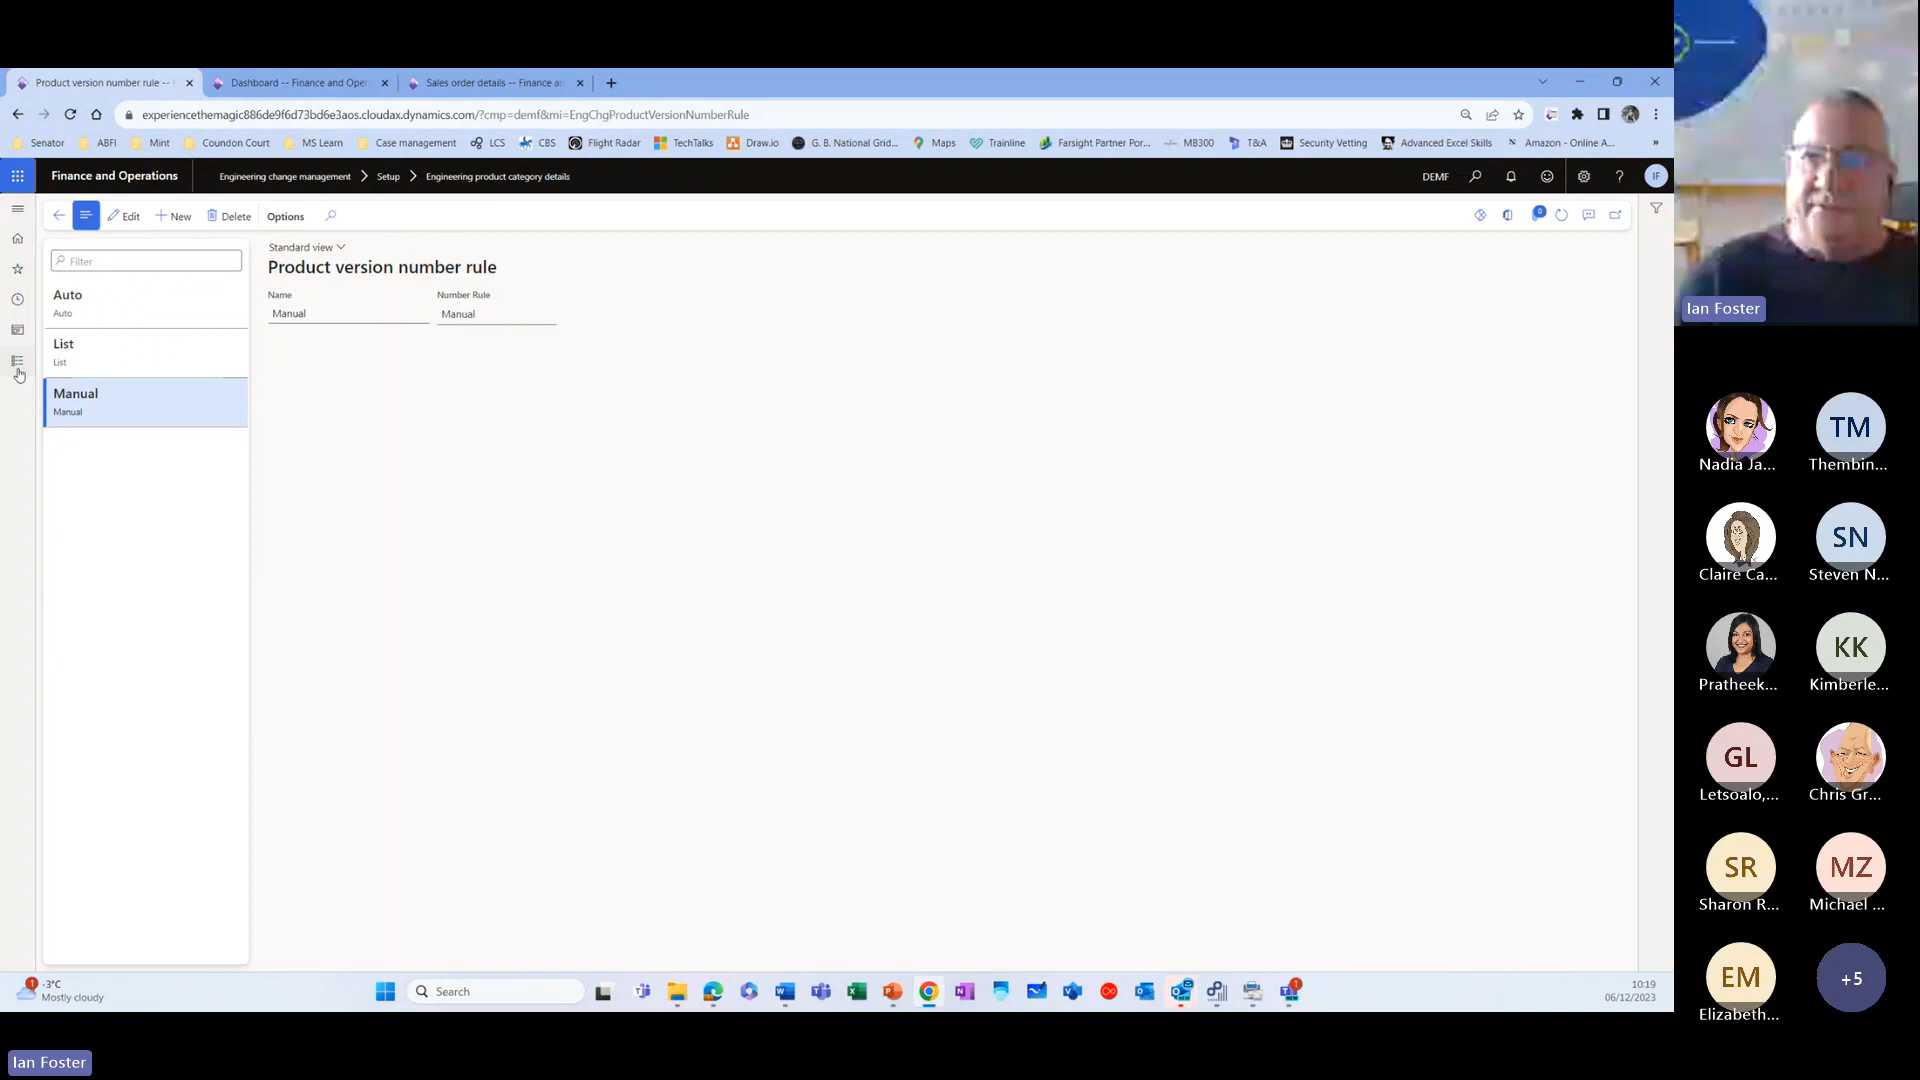 Product version number rule --
Dashboard -- Finance and Oper
Sales order details -- Finance an
experiencethemagic886de9f6d73bd6e3aos.cloudax.dynamics.com/?cmp=demf&mi=EngChgProductVersionNumberRule
Senator ABFI Mint Coundon Court MS Learn Case management LCS CBS Flight Radar TechTalks Draw.io G. B. National Grid... Maps Trainline Farsight Partner Por... MB300 T&A Security Vetting Advanced Excel Skills Amazon - Online A... »
Finance and Operations Engineering change management Setup Engineering product category details DEMF ? IF
Edit New Delete Options 0
Filter
Auto
Auto
List
List
Manual
Manual
Standard view
Product version number rule
Name Number Rule
Manual Manual
1 -3°C
Mostly cloudy
Search
1
10:19
06/12/2023
Ian Foster
Ian Foster
Nadia Ja...
TM
Thembin...
Claire Ca...
SN
Steven N...
Pratheek...
KK
Kimberle...
GL
Letsoalo,...
Chris Gr...
SR
Sharon R...
MZ
Michael ...
EM
Elizabeth...
+5